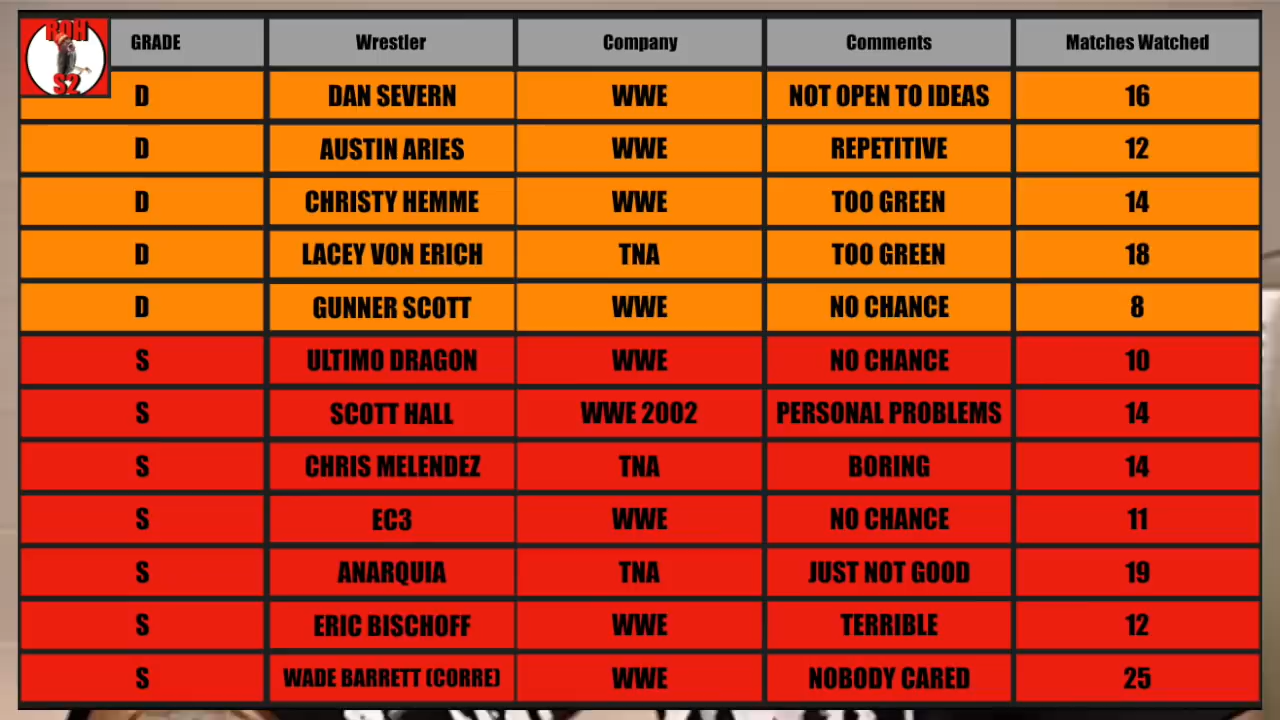 ROH
S2
GRADE Wrestler Company Comments Matches Watched
D DAN SEVERN WWE NOT OPEN TO IDEAS 16
D AUSTIN ARIES WWE REPETITIVE 12
D CHRISTY HEMME WWE TOO GREEN 14
D LACEY VON ERICH TNA TOO GREEN 18
D GUNNER SCOTT WWE NO CHANCE 8
S ULTIMO DRAGON WWE NO CHANCE 10
S SCOTT HALL WWE 2002 PERSONAL PROBLEMS 14
S CHRIS MELENDEZ TNA BORING 14
S EC3 WWE NO CHANCE 11
S ANARQUIA TNA JUST NOT GOOD 19
S ERIC BISCHOFF WWE TERRIBLE 12
S WADE BARRETT (CORRE) WWE NOBODY CARED 25